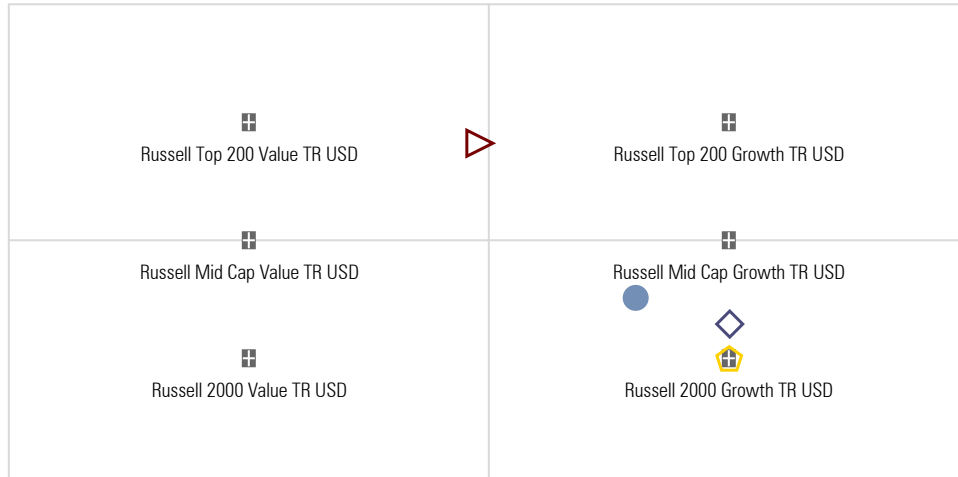 Russell Top 200 Value TR USD
Russell Top 200 Growth TR USD
Russell Mid Cap Value TR USD
Russell Mid Cap Growth TR USD
Russell 2000 Value TR USD
Russell 2000 Growth TR USD